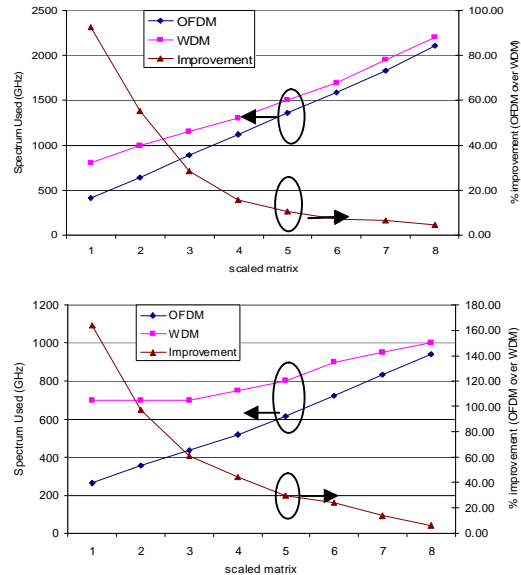 2500
2000
1500
1000
500
0
Spectrum Used (GHz)
OFDM
WDM
Improvement
100.00
80.00
60.00
40.00
20.00
0.00
% improvement (OFDM over WDM)
1 2 3 4 5 6 7 8
scaled matrix
1200
1000
800
600
400
200
0
Spectrum Used (GHz)
OFDM
WDM
Improvement
180.00
160.00
140.00
120.00
100.00
80.00
60.00
40.00
20.00
0.00
% improvement (OFDM over WDM)
1 2 3 4 5 6 7 8
scaled matrix